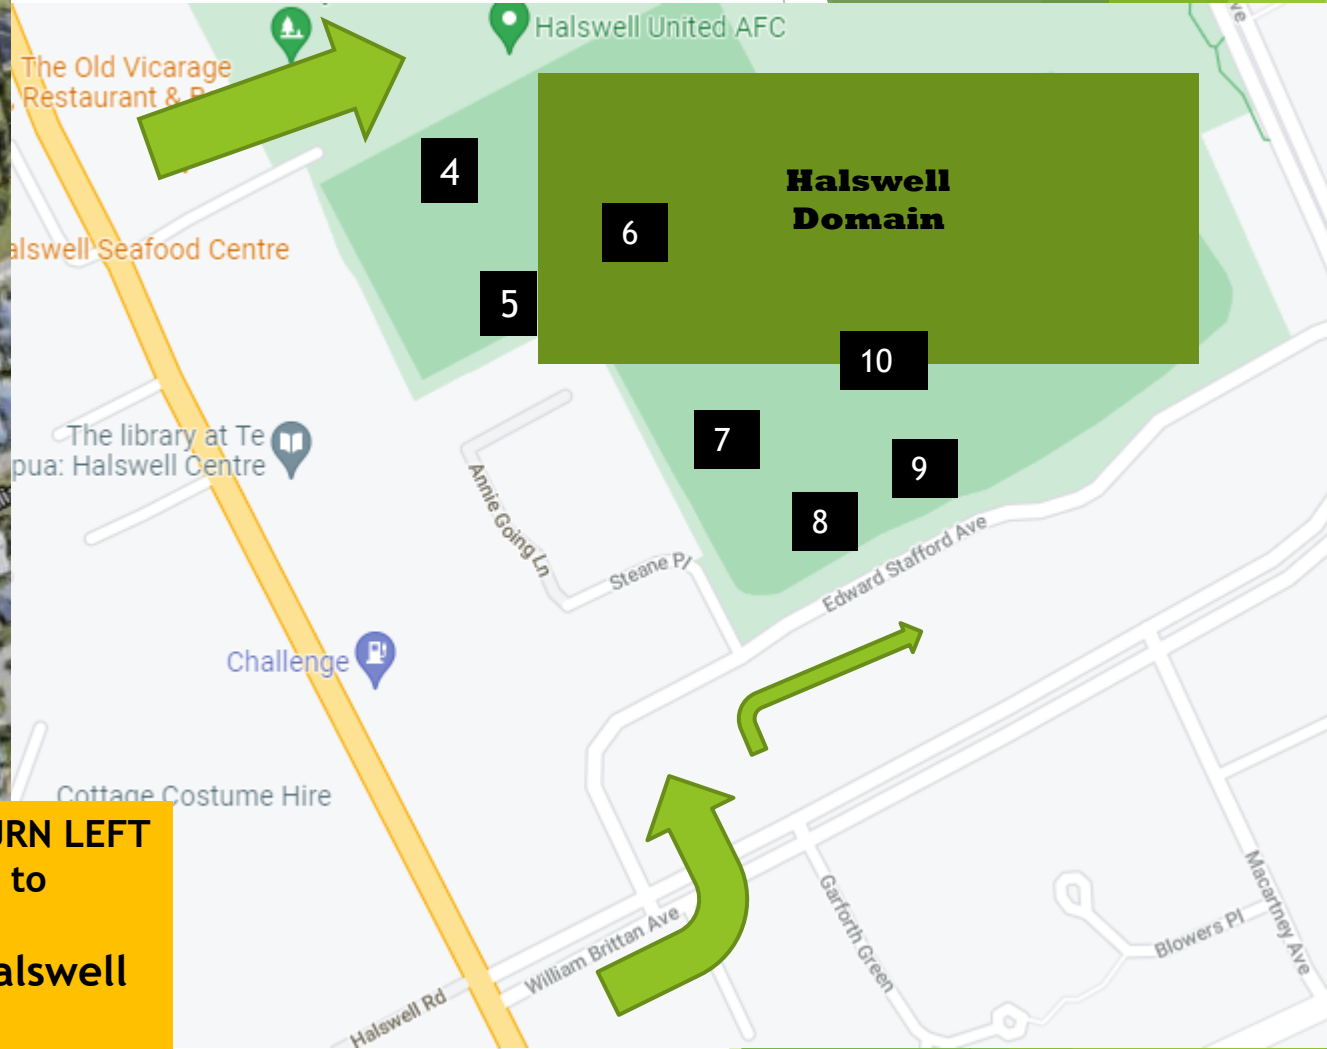 Halswell United AFC
The Old Vicarage
Restaurant &
4
Halswell
Domain
6
alswell Seafood Centre
5
10
The library at Te
pua: Halswell Centre
7
9
Annie Going Ln
8
Steane Pl
Edward Stafford Ave
Challenge
Cottage Costume Hire
URN LEFT
to
alswell
William Brittan Ave
Halswell Rd
Garforth Green
Macartney Ave
Blowers Pl
ve